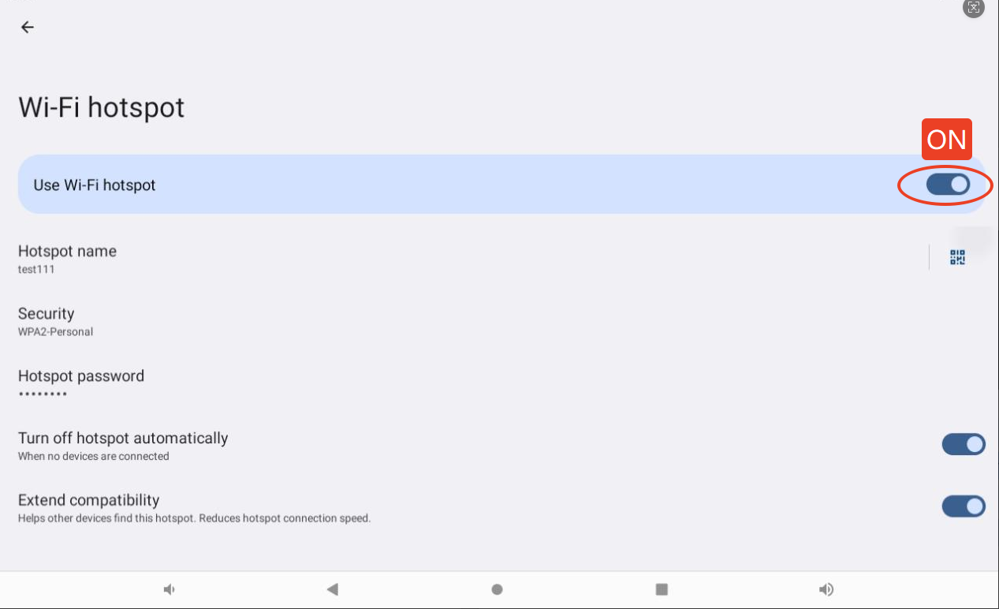 Wi-Fi hotspot
ON
Use Wi-Fi hotspot
Hotspot name
test111
Security
WPA2-Personal
Hotspot password
••••••••
Turn off hotspot automatically
When no devices are connected
Extend compatibility
Helps other devices find this hotspot. Reduces hotspot connection speed.